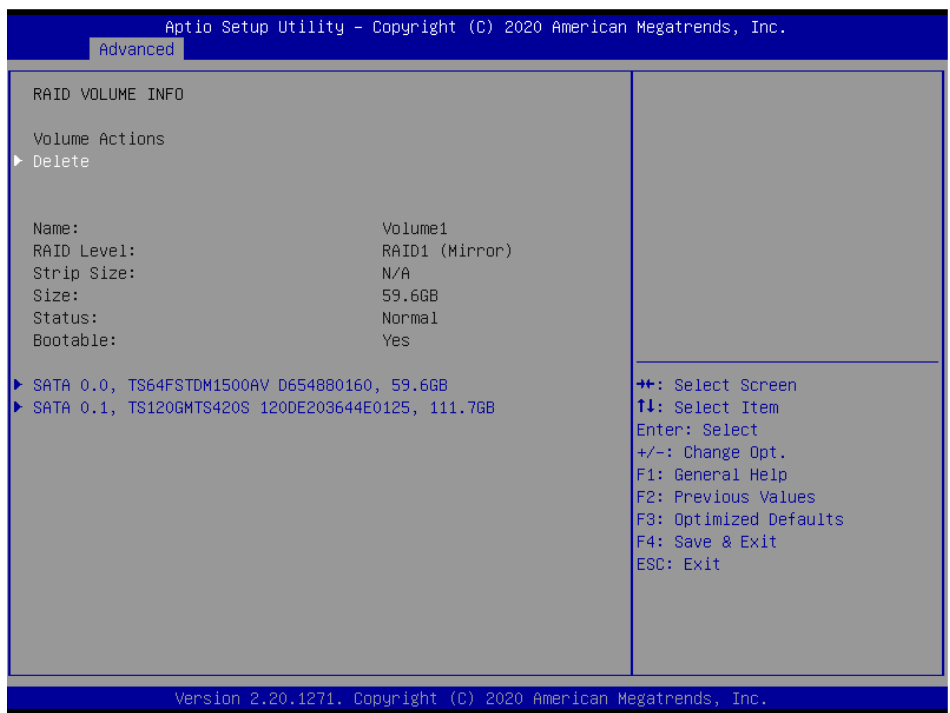 Aptio Setup Utility – Copyright (C) 2020 American Megatrends, Inc.
Advanced
RAID VOLUME INFO
Volume Actions
▶ Delete
Name: Volume1
RAID Level: RAID1 (Mirror)
Strip Size: N/A
Size: 59.6GB
Status: Normal
Bootable: Yes
▶ SATA 0.0, TS64FSTDM1500AV D654880160, 59.6GB
▶ SATA 0.1, TS120GMTS420S 120DE203644E0125, 111.7GB
→←: Select Screen
↑↓: Select Item
Enter: Select
+/-: Change Opt.
F1: General Help
F2: Previous Values
F3: Optimized Defaults
F4: Save & Exit
ESC: Exit
Version 2.20.1271. Copyright (C) 2020 American Megatrends, Inc.